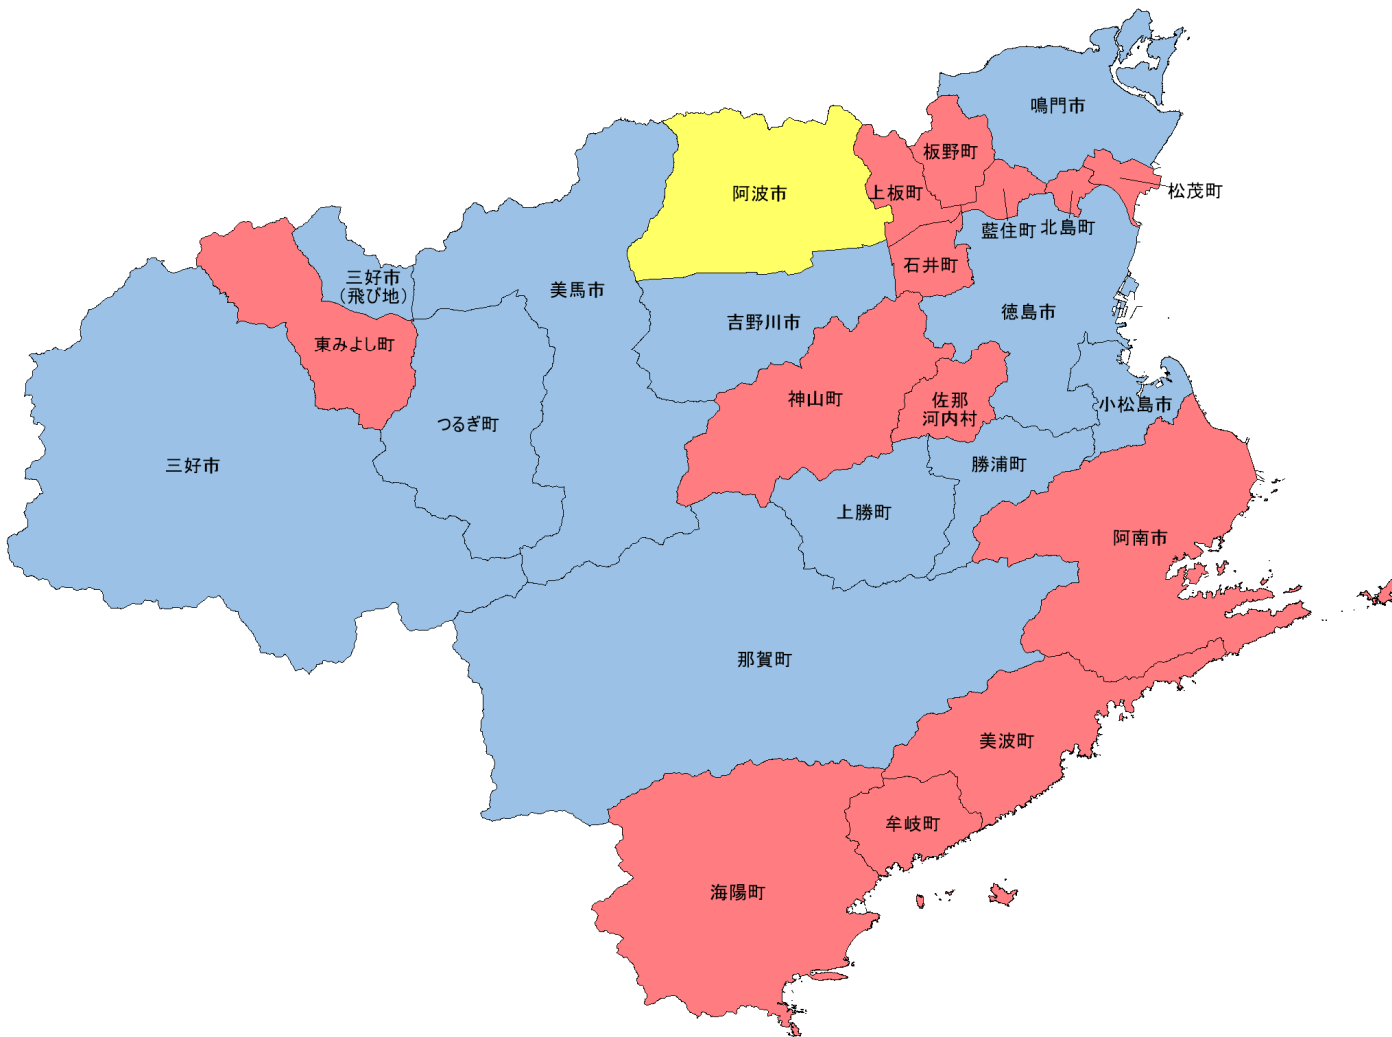 鳴門市
板野町
松茂町
上板町
阿波市
藍住町
北島町
石井町
三好市
（飛び地）
美馬市
徳島市
吉野川市
東みよし町
神山町
佐那
河内村
小松島市
つるぎ町
三好市
勝浦町
上勝町
阿南市
那賀町
美波町
牟岐町
海陽町